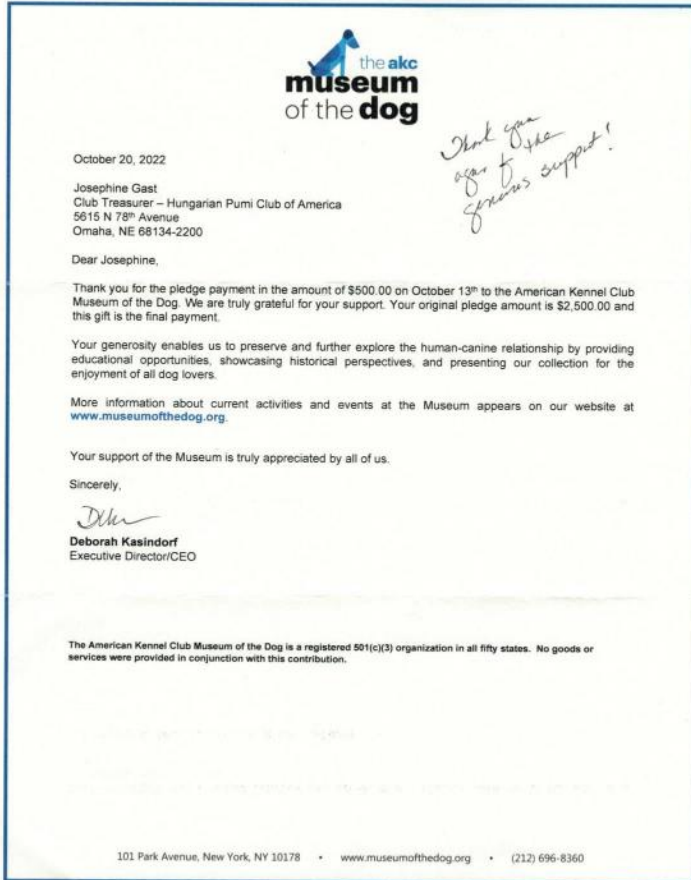 the akc
museum
of the dog
Thank you
again for the
generous support!
October 20, 2022
Josephine Gast
Club Treasurer – Hungarian Pumi Club of America
5615 N 78th Avenue
Omaha, NE 68134-2200
Dear Josephine,
Thank you for the pledge payment in the amount of $500.00 on October 13th to the American Kennel Club
Museum of the Dog. We are truly grateful for your support. Your original pledge amount is $2,500.00 and
this gift is the final payment.
Your generosity enables us to preserve and further explore the human-canine relationship by providing
educational opportunities, showcasing historical perspectives, and presenting our collection for the
enjoyment of all dog lovers.
More information about current activities and events at the Museum appears on our website at
www.museumofthedog.org.
Your support of the Museum is truly appreciated by all of us.
Sincerely,
Deborah Kasindorf
Executive Director/CEO
The American Kennel Club Museum of the Dog is a registered 501(c)(3) organization in all fifty states. No goods or
services were provided in conjunction with this contribution.
101 Park Avenue, New York, NY 10178 • www.museumofthedog.org • (212) 696-8360